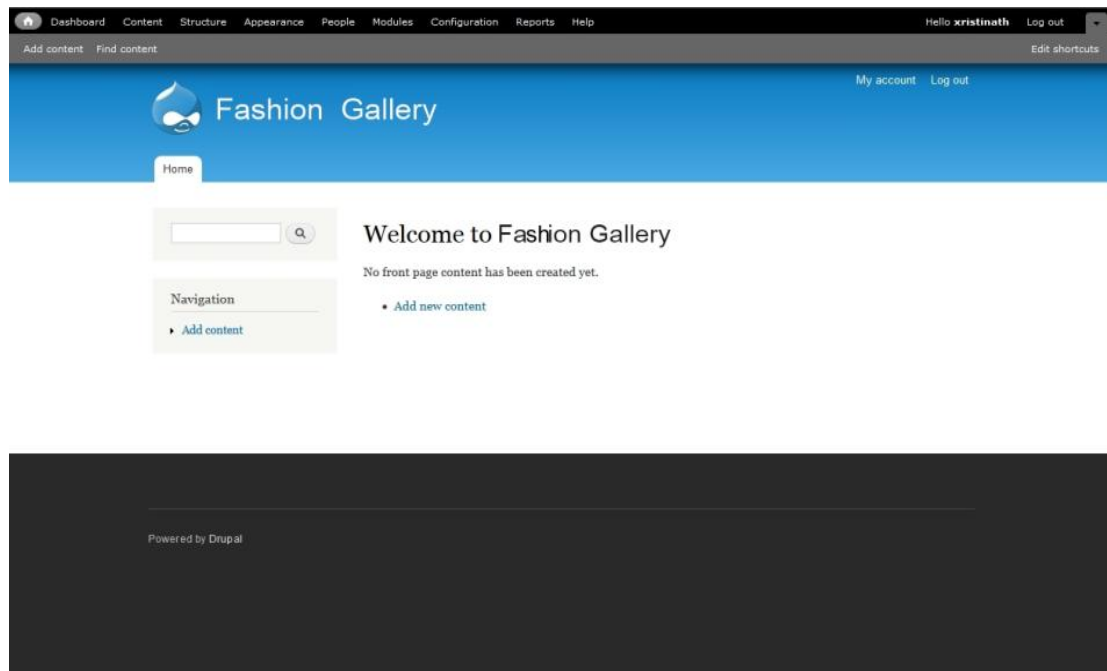 Dashboard Content Structure Appearance People Modules Configuration Reports Help Hello xristinath Log out
Add content Find content Edit shortcuts
My account Log out
Fashion Gallery
Home
Welcome to Fashion Gallery
No front page content has been created yet.
Navigation
Add new content
Add content
Powered by Drupal